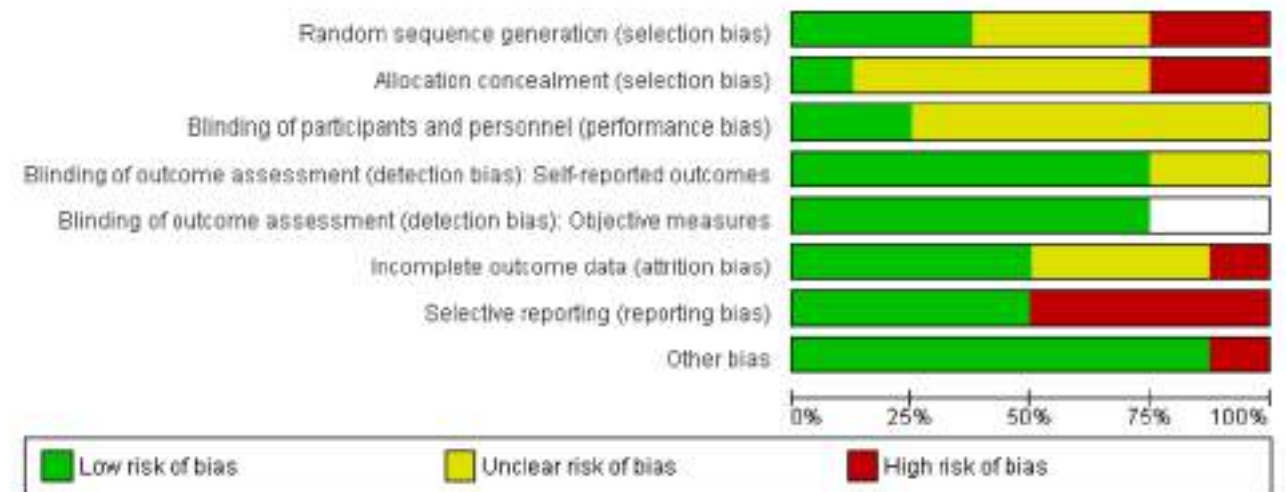 Random sequence generation (selection bias)
Allocation concealment (selection bias)
Blinding of participants and personnel (performance bias)
Blinding of outcome assessment (detection bias): Self-reported outcomes
Blinding of outcome assessment (detection bias): Objective measures
Incomplete outcome data (attrition bias)
Selective reporting (reporting bias)
Other bias
0% 25% 50% 75% 100%
Low risk of bias Unclear risk of bias High risk of bias